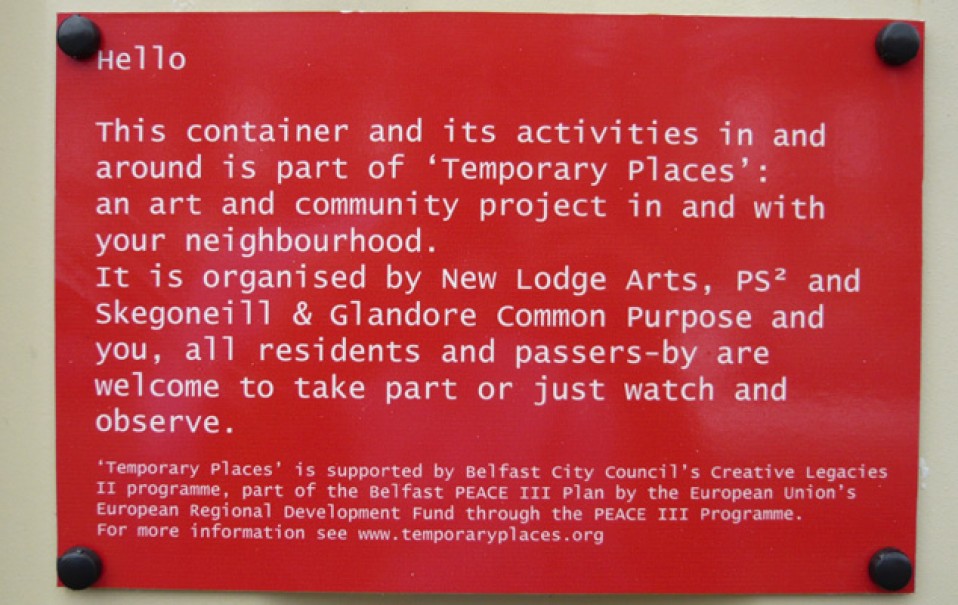 Hello
This container and its activities in and
around is part of ‘Temporary Places’:
an art and community project in and with
your neighbourhood.
It is organised by New Lodge Arts, PS² and
Skegoneill & Glandore Common Purpose and
you, all residents and passers-by are
welcome to take part or just watch and
observe.
‘Temporary Places’ is supported by Belfast City Council's Creative Legacies
II programme, part of the Belfast PEACE III Plan by the European Union's
European Regional Development Fund through the PEACE III Programme.
For more information see www.temporaryplaces.org